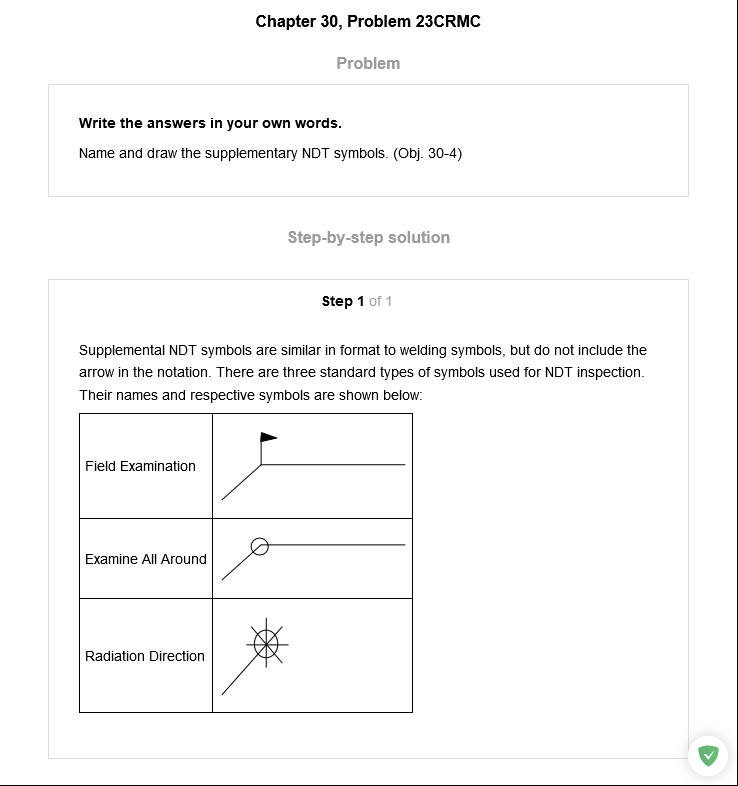 Chapter 30, Problem 23CRMC
Problem
Write the answers in your own words.
Name and draw the supplementary NDT symbols. (Obj. 30-4)
Step-by-step solution
Step 1 of 1
Supplemental NDT symbols are similar in format to welding symbols, but do not include the
arrow in the notation. There are three standard types of symbols used for NDT inspection.
Their names and respective symbols are shown below:
Field Examination
Examine All Around
Radiation Direction